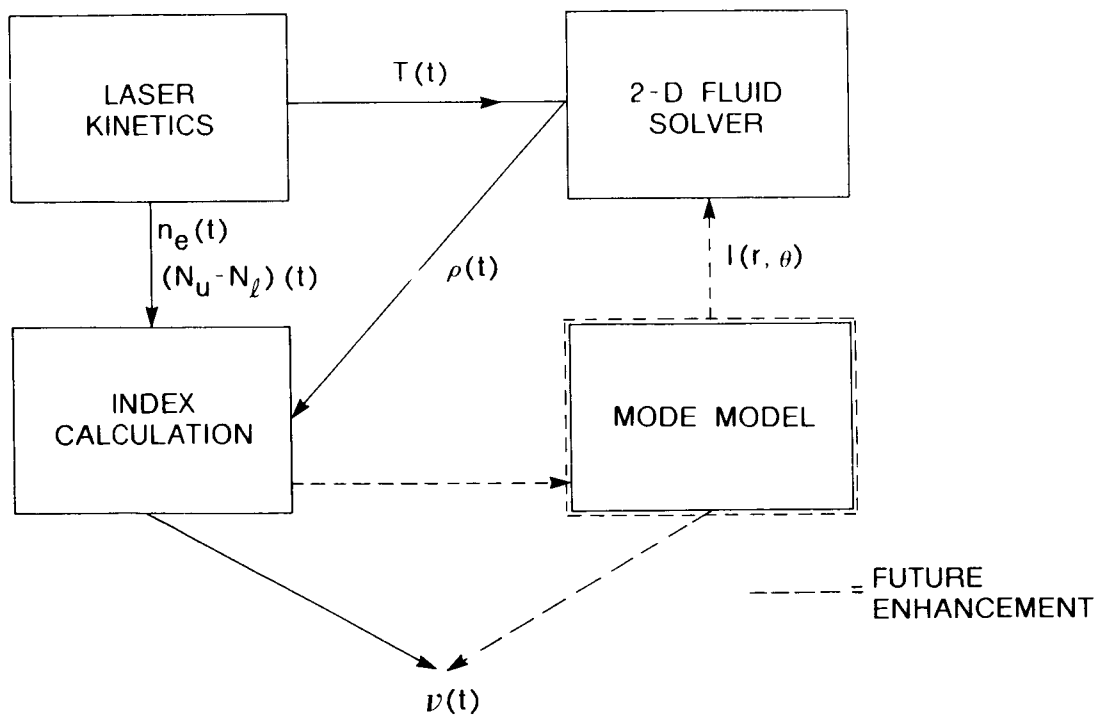 LASER
KINETICS
T(t)
2-D FLUID
SOLVER
n_e(t)
(N_u-N_ℓ)(t)
ρ(t)
I(r, θ)
INDEX
CALCULATION
MODE MODEL
= FUTURE
ENHANCEMENT
ν(t)